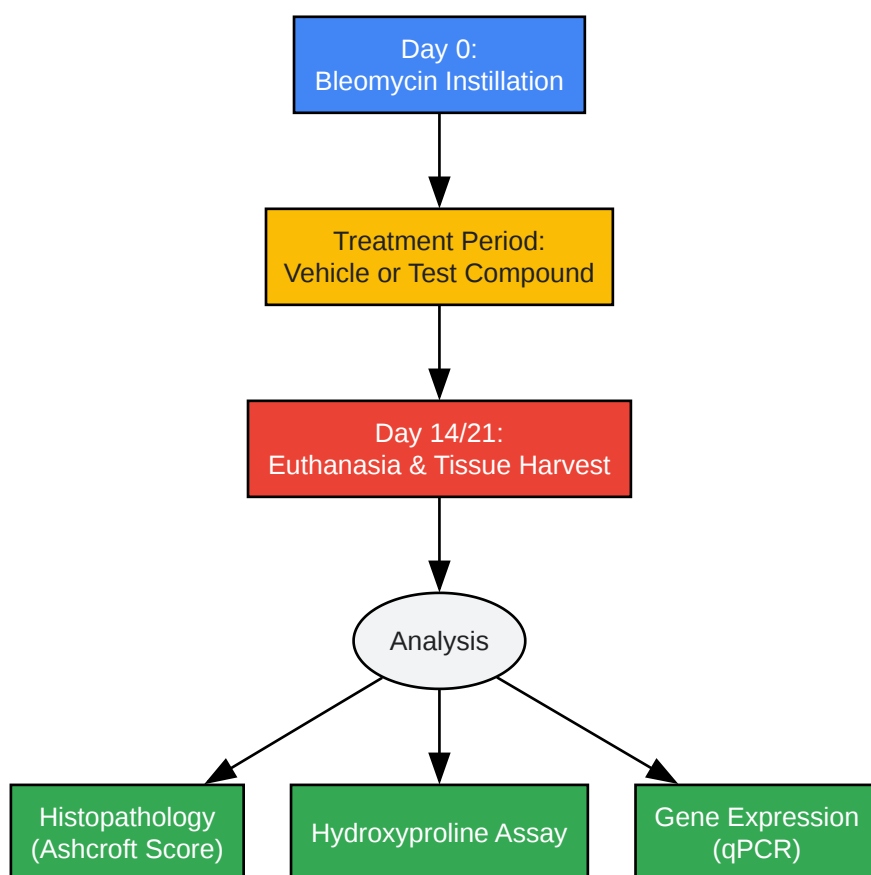 Day 0:
Bleomycin Instillation
Treatment Period:
Vehicle or Test Compound
Day 14/21:
Euthanasia & Tissue Harvest
Analysis
Histopathology
(Ashcroft Score)
Hydroxyproline Assay
Gene Expression
(qPCR)